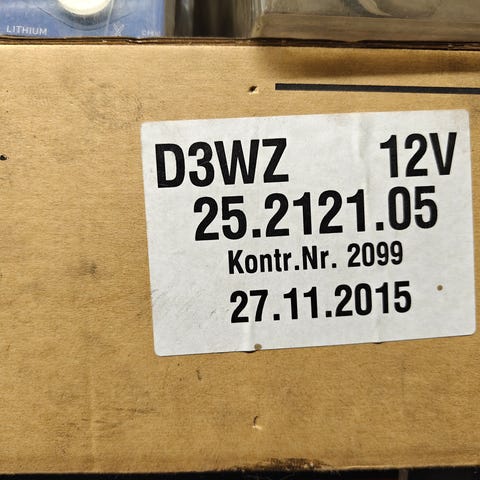 LITHIUM
D3WZ 12V
25.2121.05
Kontr.Nr. 2099
27.11.2015